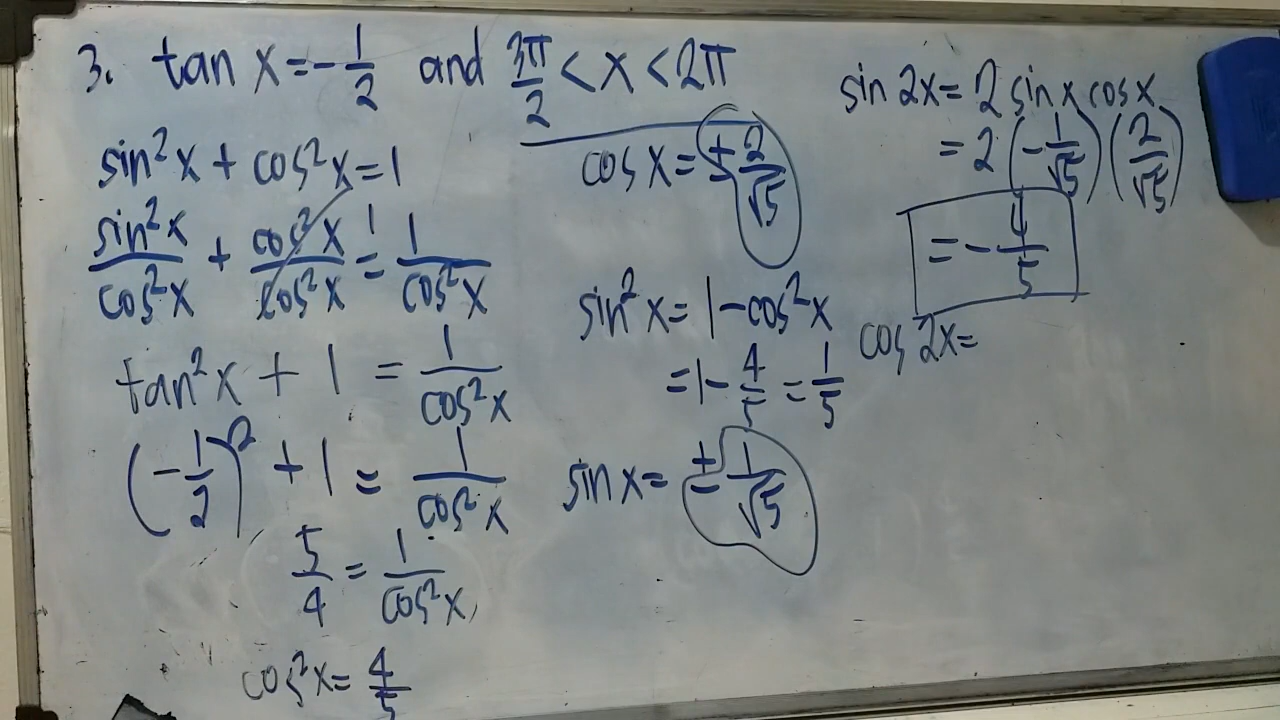 3. tan x = -1/2 and 3π/2 < x < 2π
sin²x + cos²x = 1
sin²x/cos²x + cos²x/cos²x = 1/cos²x
tan²x + 1 = 1/cos²x
(-1/2)² + 1 = 1/cos²x
5/4 = 1/cos²x
cos²x = 4/5
cos x = ± 2/√5
sin²x = 1 - cos²x
= 1 - 4/5 = 1/5
sin x = ± 1/√5
sin 2x = 2 sin x cos x
= 2 (-1/√5) (2/√5)
= -4/5
cos 2x =